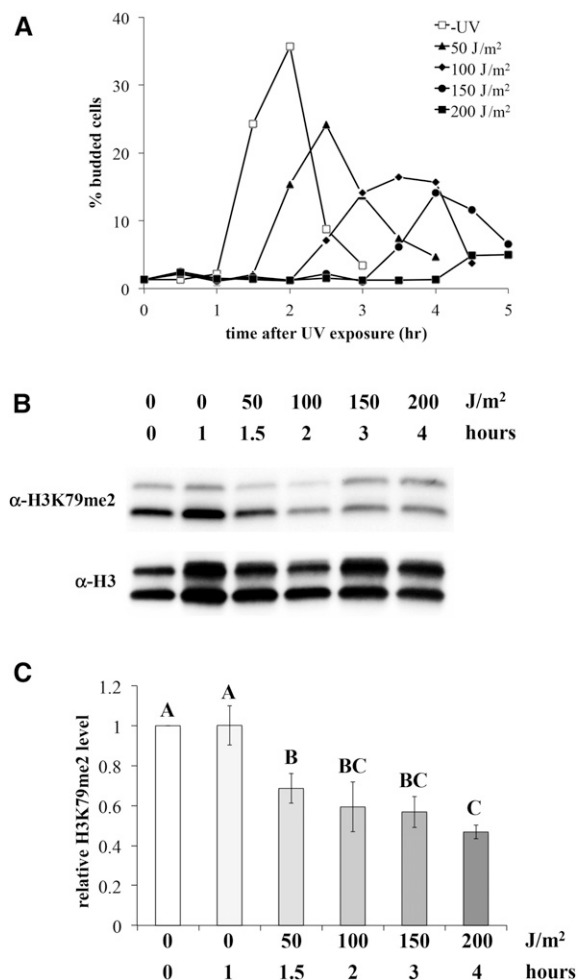 A
40
30
20
10
0
% budded cells
0 1 2 3 4 5
time after UV exposure (hr)
-UV
50 J/m²
100 J/m²
150 J/m²
200 J/m²
B
0 0 50 100 150 200 J/m²
0 1 1.5 2 3 4 hours
α-H3K79me2
α-H3
C
1.2
1
0.8
0.6
0.4
0.2
0
relative H3K79me2 level
A A B BC BC C
0 0 50 100 150 200 J/m²
0 1 1.5 2 3 4 hours